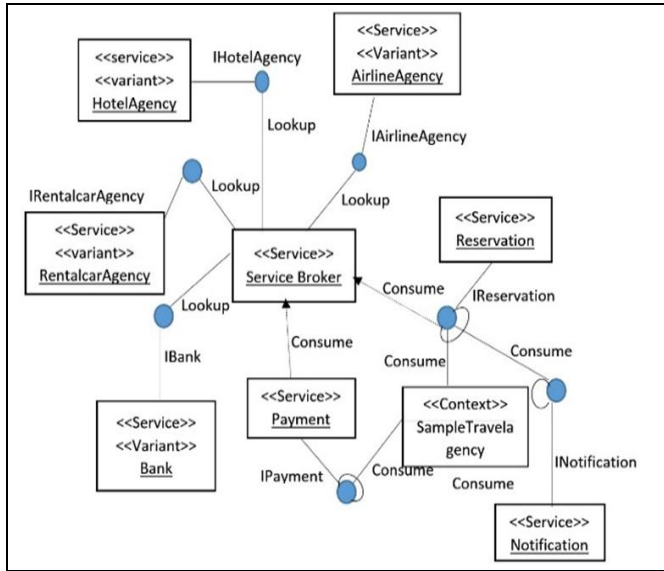 <<Service>>
<<Variant>>
AirlineAgency
<<service>>
<<variant>>
HotelAgency
IHotelAgency
Lookup
IAirlineAgency
Lookup
IRentalcarAgency
Lookup
<<Service>>
<<variant>>
RentalcarAgency
<<Service>>
Reservation
<<Service>>
Service Broker
Consume
IReservation
Lookup
IBank
Consume
Consume
Consume
<<Service>>
Payment
<<Context>>
SampleTravela
gency
<<Service>>
<<Variant>>
Bank
IPayment
Consume
Consume
INotification
<<Service>>
Notification